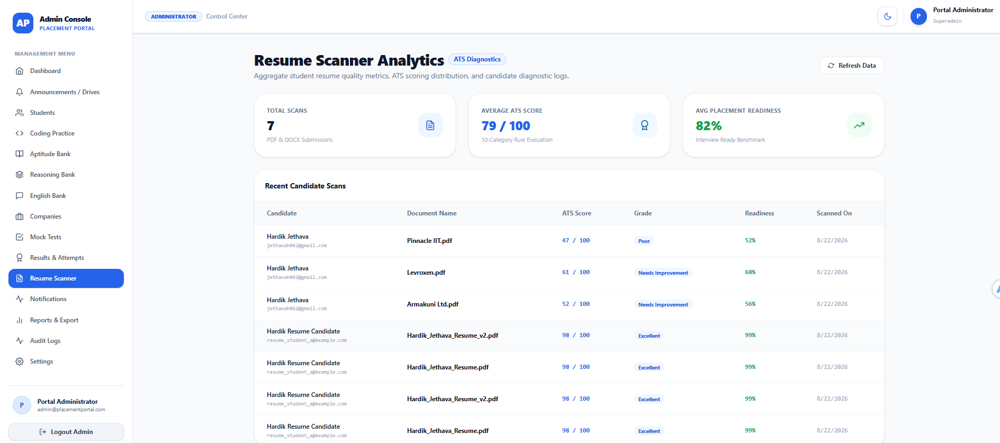 AP
Admin Console
PLACEMENT PORTAL
MANAGEMENT MENU
Dashboard
Announcements / Drives
Students
Coding Practice
Aptitude Bank
Reasoning Bank
English Bank
Companies
Mock Tests
Results & Attempts
Resume Scanner
Notifications
Reports & Export
Audit Logs
Settings
P
Portal Administrator
admin@placementportal.com
Logout Admin
ADMINISTRATOR Control Center
P
Portal Administrator
Superadmin
Resume Scanner Analytics ATS Diagnostics
Aggregate student resume quality metrics, ATS scoring distribution, and candidate diagnostic logs.
Refresh Data
TOTAL SCANS
7
PDF & DOCX Submissions
AVERAGE ATS SCORE
79 / 100
10-Category Rule Evaluation
AVG PLACEMENT READINESS
82%
Interview Ready Benchmark
Recent Candidate Scans
Candidate Document Name ATS Score Grade Readiness Scanned On
Hardik Jethava
jethavah042@gmail.com
Pinnacle IIT.pdf 47 / 100 Poor 52% 8/22/2026
Hardik Jethava
jethavah042@gmail.com
Levroxen.pdf 61 / 100 Needs Improvement 68% 8/22/2026
Hardik Jethava
jethavah042@gmail.com
Armakuni Ltd.pdf 52 / 100 Needs Improvement 56% 8/22/2026
Hardik Resume Candidate
resume_student_a@example.com
Hardik_Jethava_Resume_v2.pdf 98 / 100 Excellent 99% 8/22/2026
Hardik Resume Candidate
resume_student_a@example.com
Hardik_Jethava_Resume.pdf 98 / 100 Excellent 99% 8/22/2026
Hardik Resume Candidate
resume_student_a@example.com
Hardik_Jethava_Resume_v2.pdf 98 / 100 Excellent 99% 8/22/2026
Hardik Resume Candidate
resume_student_a@example.com
Hardik_Jethava_Resume.pdf 98 / 100 Excellent 99% 8/22/2026